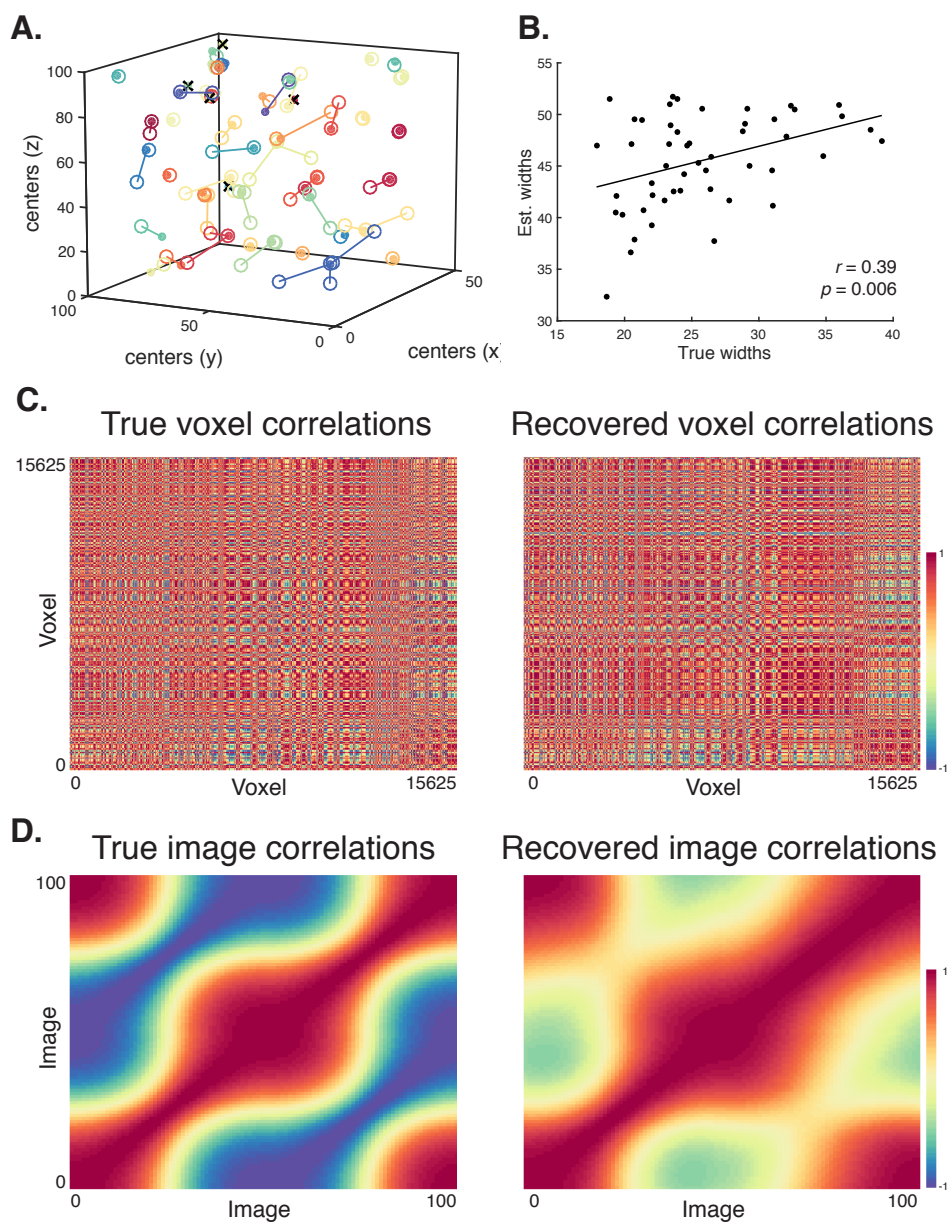 A.
100
80
60
40
20
0
centers (z)
100
50
0
centers (y)
0
50
centers (x)
B.
55
50
45
40
35
30
Est. widths
r = 0.39
p = 0.006
15
20
25
30
35
40
True widths
C.
True voxel correlations
Recovered voxel correlations
15625
Voxel
0
0
Voxel
15625
0
Voxel
15625
1
-1
D.
True image correlations
Recovered image correlations
100
Image
0
0
Image
100
0
Image
100
1
-1